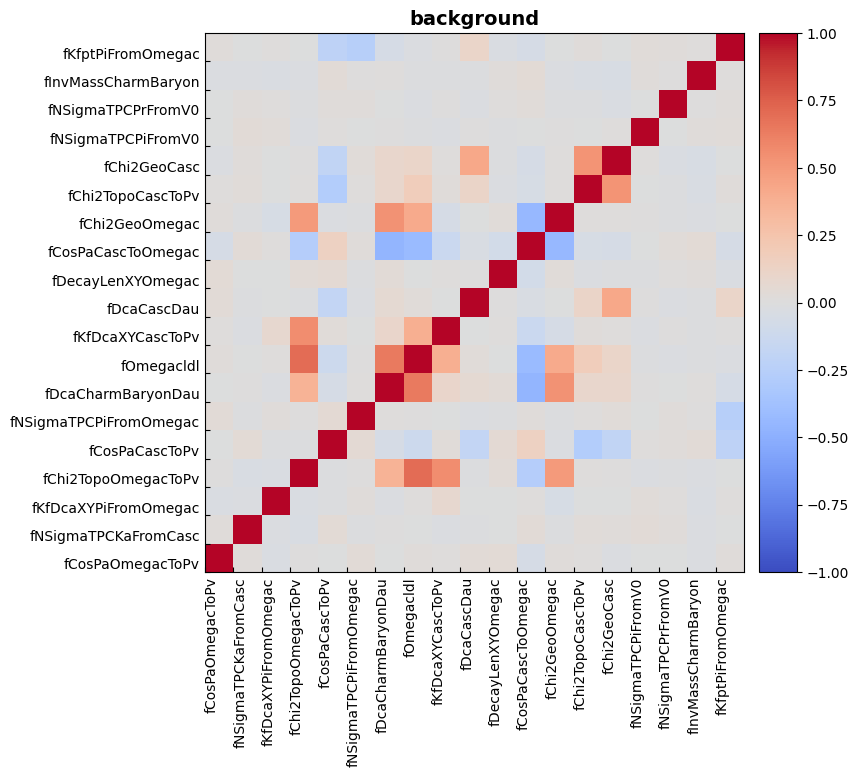 background
fKfptPiFromOmegac
fInvMassCharmBaryon
fNSigmaTPCPrFromV0
fNSigmaTPCPiFromV0
fChi2GeoCasc
fChi2TopoCascToPv
fChi2GeoOmegac
fCosPaCascToOmegac
fDecayLenXYOmegac
fDcaCascDau
fKfDcaXYCascToPv
fOmegacldl
fDcaCharmBaryonDau
fNSigmaTPCPiFromOmegac
fCosPaCascToPv
fChi2TopoOmegacToPv
fKfDcaXYPiFromOmegac
fNSigmaTPCKaFromCasc
fCosPaOmegacToPv
fCosPaOmegacToPv
fNSigmaTPCKaFromCasc
fKfDcaXYPiFromOmegac
fChi2TopoOmegacToPv
fCosPaCascToPv
fNSigmaTPCPiFromOmegac
fDcaCharmBaryonDau
fOmegacldl
fKfDcaXYCascToPv
fDcaCascDau
fDecayLenXYOmegac
fCosPaCascToOmegac
fChi2GeoOmegac
fChi2TopoCascToPv
fChi2GeoCasc
fNSigmaTPCPiFromV0
fNSigmaTPCPrFromV0
fInvMassCharmBaryon
fKfptPiFromOmegac
1.00
0.75
0.50
0.25
0.00
−0.25
−0.50
−0.75
−1.00